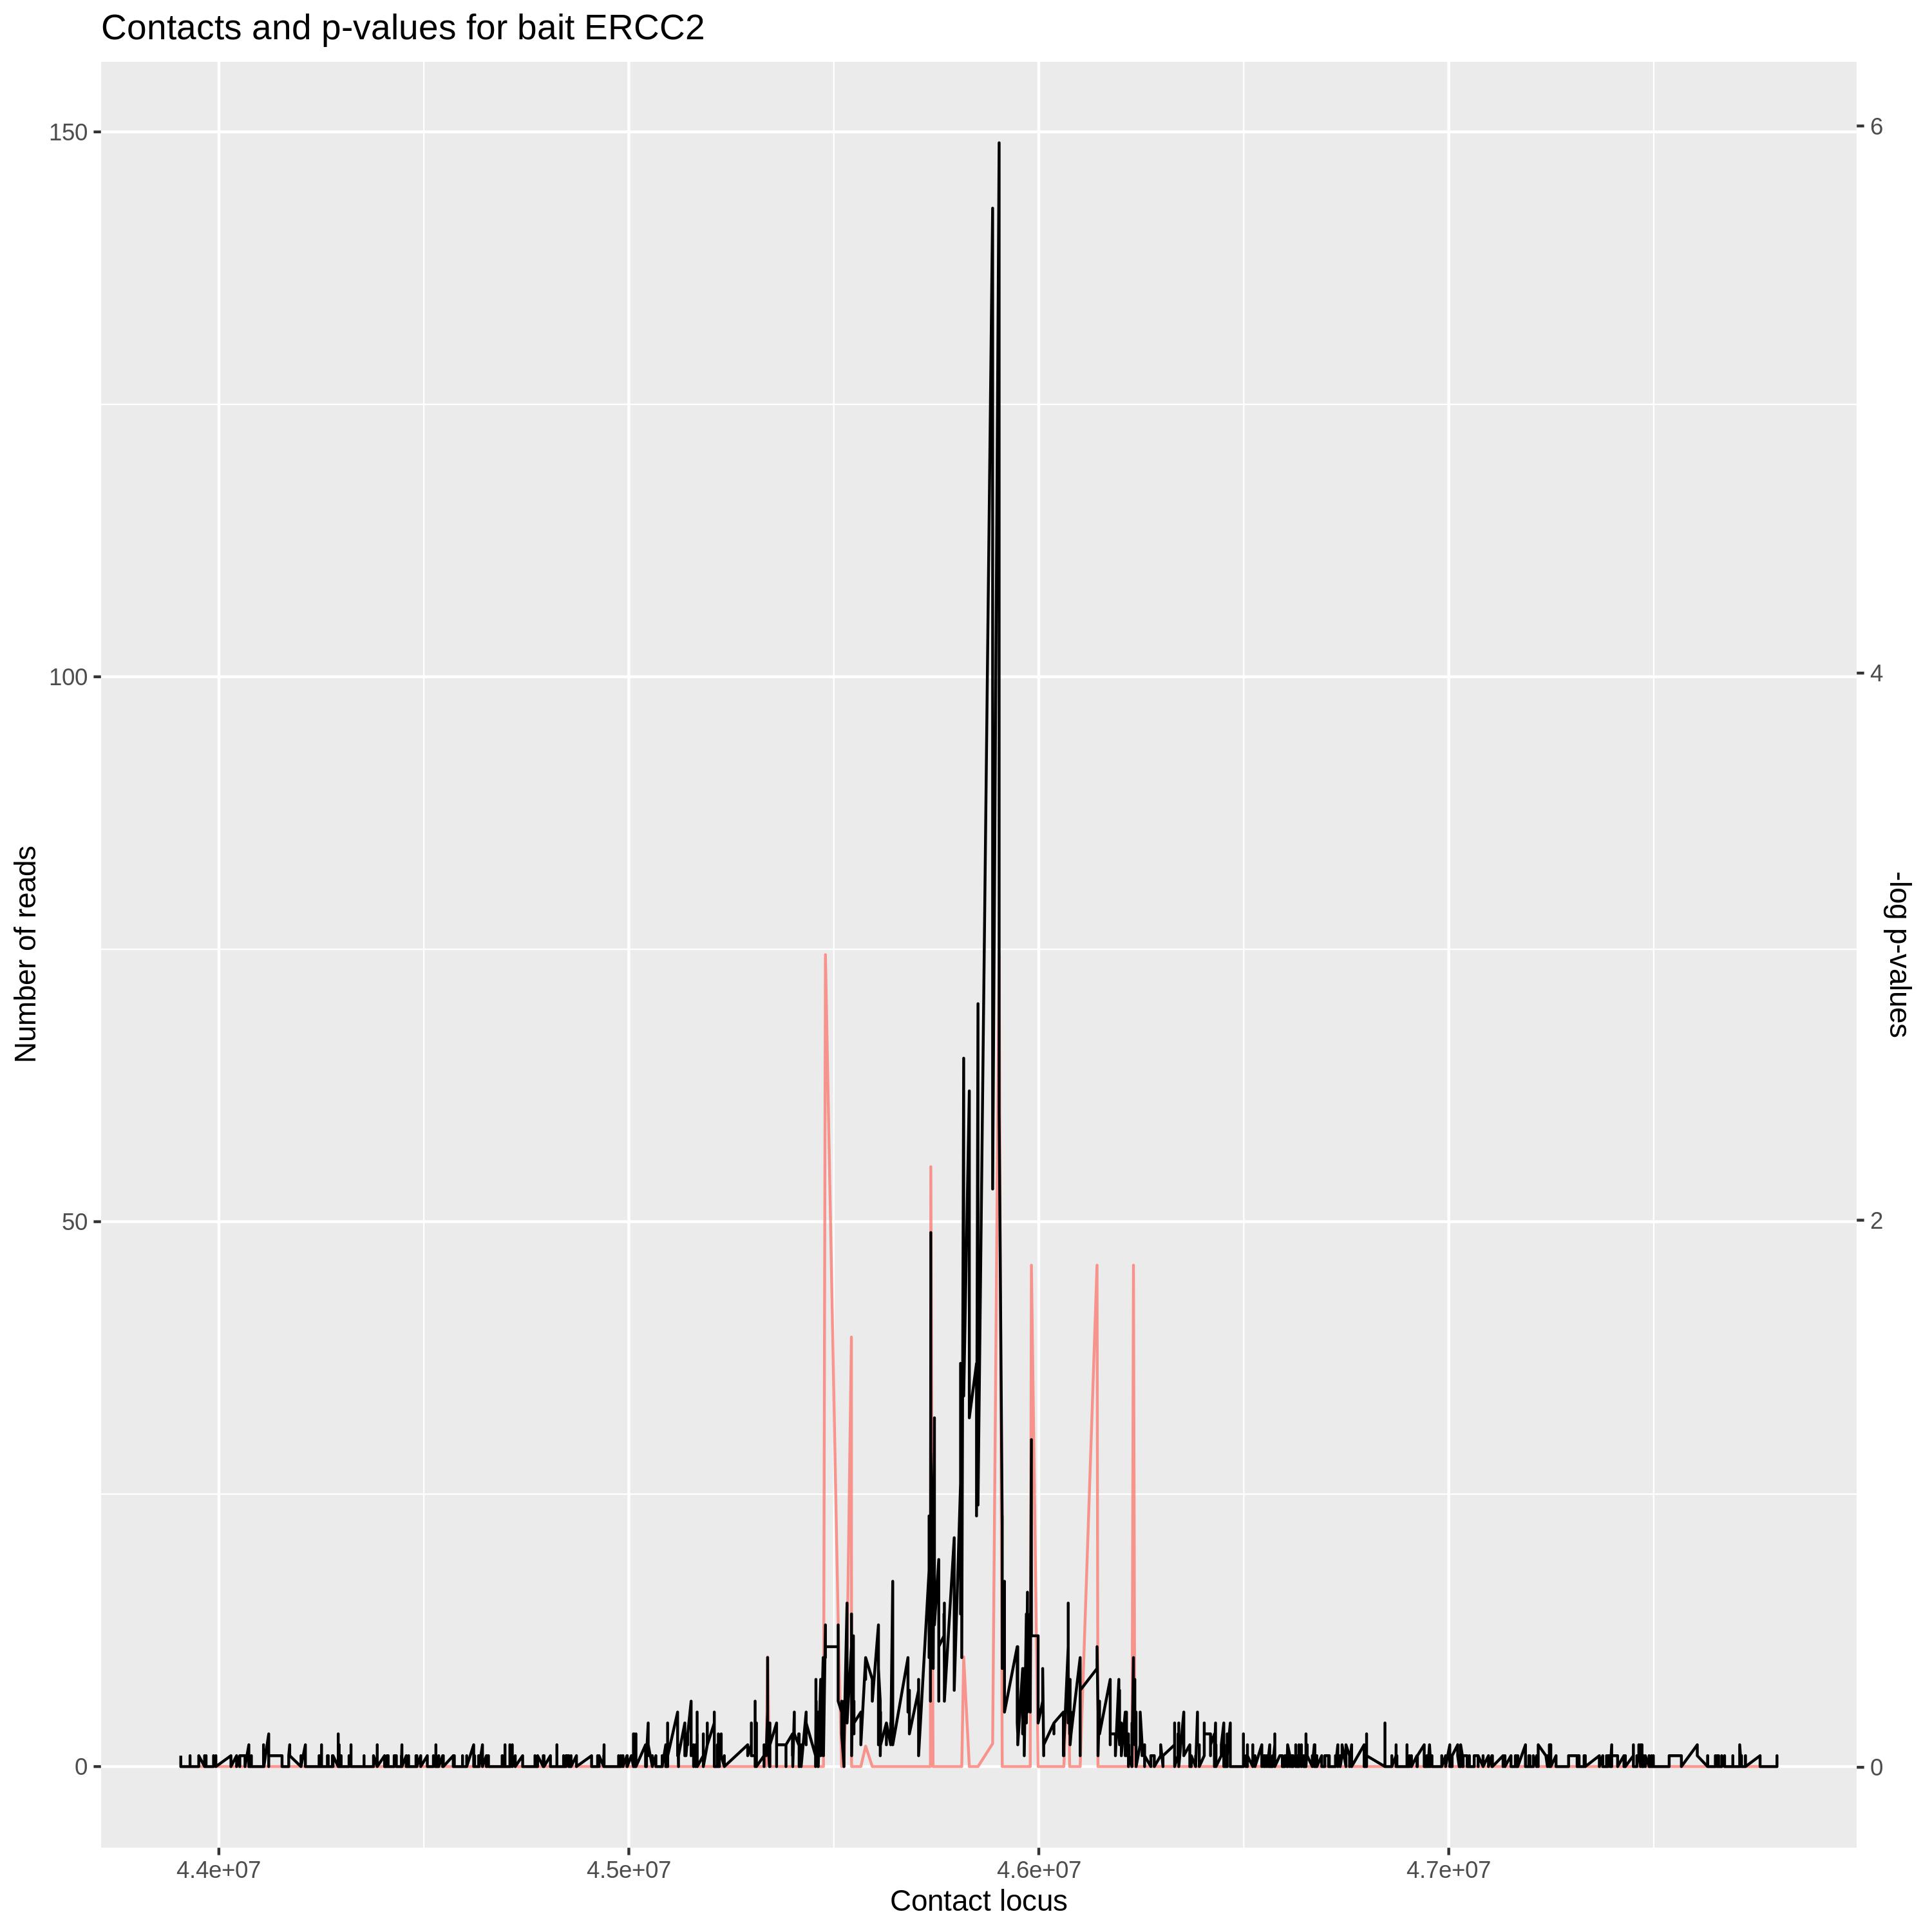 Contacts and p-values for bait ERCC2
150
100
50
0
Number of reads
6
4
2
0
-log p-values
4.4e+07
4.5e+07
4.6e+07
4.7e+07
Contact locus